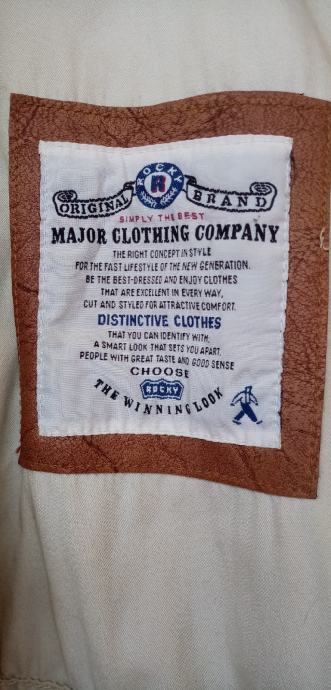 ROCKY
R
ORIGINAL BRAND
SIMPLY THE BEST
MAJOR CLOTHING COMPANY
THE RIGHT CONCEPT IN STYLE
FOR THE FAST LIFESTYLE OF THE NEW GENERATION.
BE THE BEST-DRESSED AND ENJOY CLOTHES
THAT ARE EXCELLENT IN EVERY WAY,
CUT AND STYLED FOR ATTRACTIVE COMFORT.
DISTINCTIVE CLOTHES
THAT YOU CAN IDENTIFY WITH,
A SMART LOOK THAT SETS YOU APART.
PEOPLE WITH GREAT TASTE AND GOOD SENSE
CHOOSE
ROCKY
THE WINNING LOOK